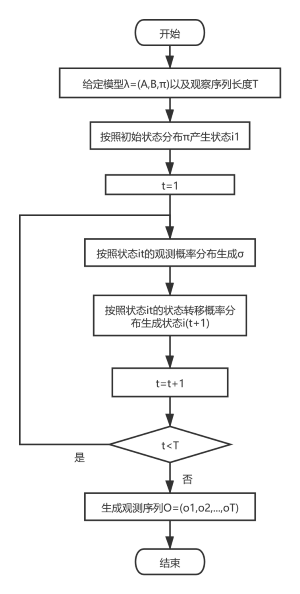 开始
给定模型λ=(A,B,π)以及观察序列长度T
按照初始状态分布π产生状态i1
t=1
按照状态it的观测概率分布生成σ
按照状态it的状态转移概率分
布生成状态i(t+1)
t=t+1
t<T
是
否
生成观测序列O=(o1,o2,...,oT)
结束